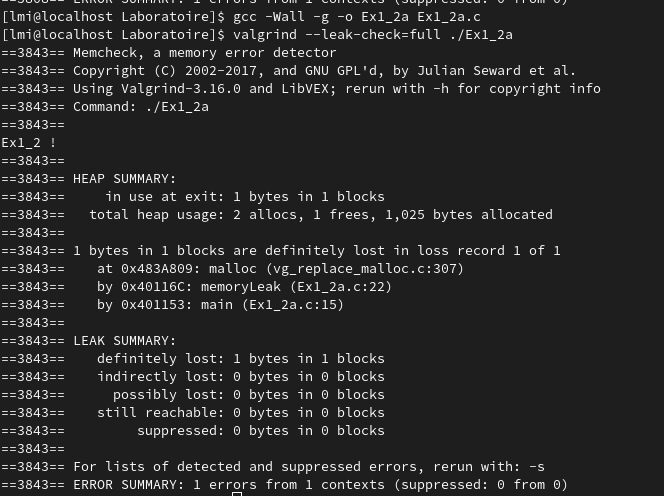 ERROR SUMMARY: 1 errors from 1 contexts (suppressed: 0 from 0)
[lmi@localhost Laboratoire]$ gcc -Wall -g -o Ex1_2a Ex1_2a.c
[lmi@localhost Laboratoire]$ valgrind --leak-check=full ./Ex1_2a
==3843== Memcheck, a memory error detector
==3843== Copyright (C) 2002-2017, and GNU GPL'd, by Julian Seward et al.
==3843== Using Valgrind-3.16.0 and LibVEX; rerun with -h for copyright info
==3843== Command: ./Ex1_2a
==3843==
Ex1_2 !
==3843==
==3843== HEAP SUMMARY:
==3843==     in use at exit: 1 bytes in 1 blocks
==3843==   total heap usage: 2 allocs, 1 frees, 1,025 bytes allocated
==3843==
==3843== 1 bytes in 1 blocks are definitely lost in loss record 1 of 1
==3843==    at 0x483A809: malloc (vg_replace_malloc.c:307)
==3843==    by 0x40116C: memoryLeak (Ex1_2a.c:22)
==3843==    by 0x401153: main (Ex1_2a.c:15)
==3843==
==3843== LEAK SUMMARY:
==3843==    definitely lost: 1 bytes in 1 blocks
==3843==    indirectly lost: 0 bytes in 0 blocks
==3843==      possibly lost: 0 bytes in 0 blocks
==3843==    still reachable: 0 bytes in 0 blocks
==3843==         suppressed: 0 bytes in 0 blocks
==3843==
==3843== For lists of detected and suppressed errors, rerun with: -s
==3843== ERROR SUMMARY: 1 errors from 1 contexts (suppressed: 0 from 0)